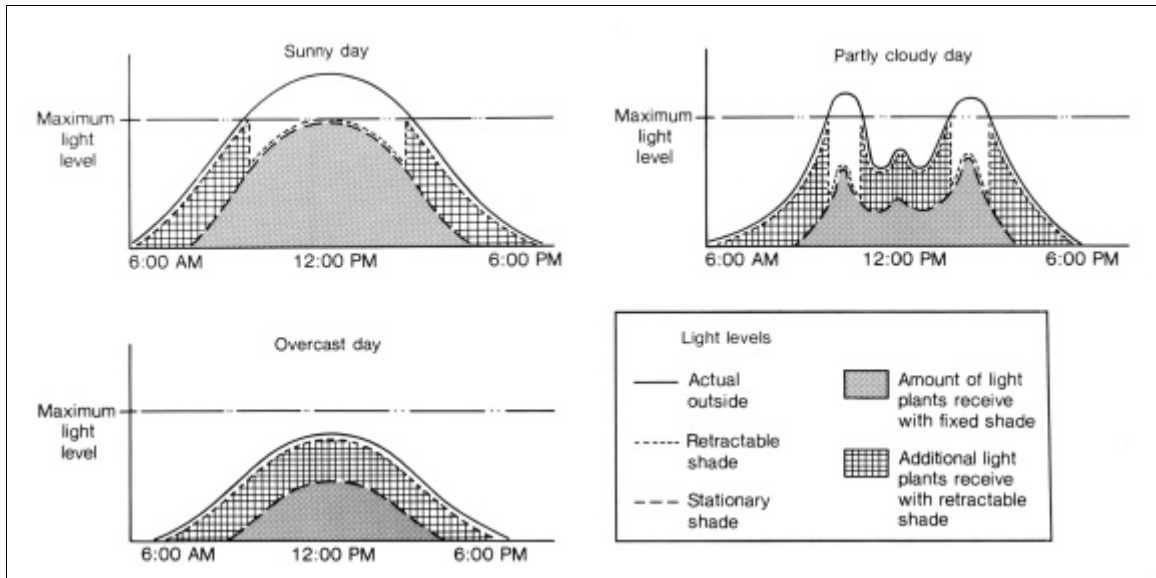 Sunny day
Maximum
light
level
6:00 AM
12:00 PM
6:00 PM
Partly cloudy day
Maximum
light
level
6:00 AM
12:00 PM
6:00 PM
Overcast day
Maximum
light
level
6:00 AM
12:00 PM
6:00 PM
Light levels
Actual
outside
Retractable
shade
Stationary
shade
Amount of light
plants receive
with fixed shade
Additional light
plants receive
with retractable
shade